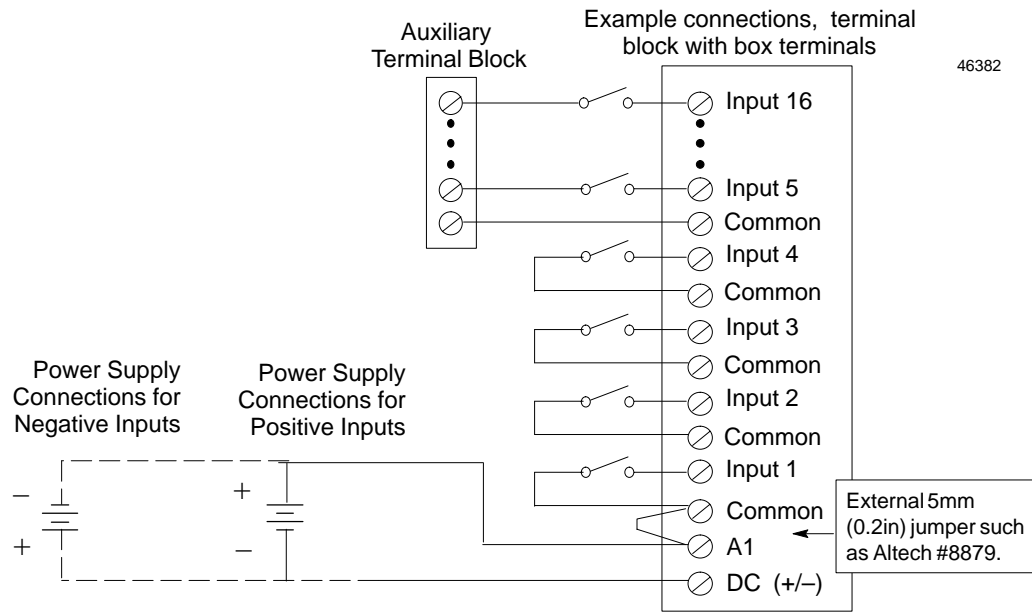 Auxiliary
Terminal Block
Example connections, terminal
block with box terminals
46382
Input 16
Input 5
Common
Input 4
Common
Input 3
Common
Input 2
Common
Input 1
Common
A1
DC (+/–)
Power Supply
Connections for
Negative Inputs
Power Supply
Connections for
Positive Inputs
–
+
+
–
External 5mm
(0.2in) jumper such
as Altech #8879.